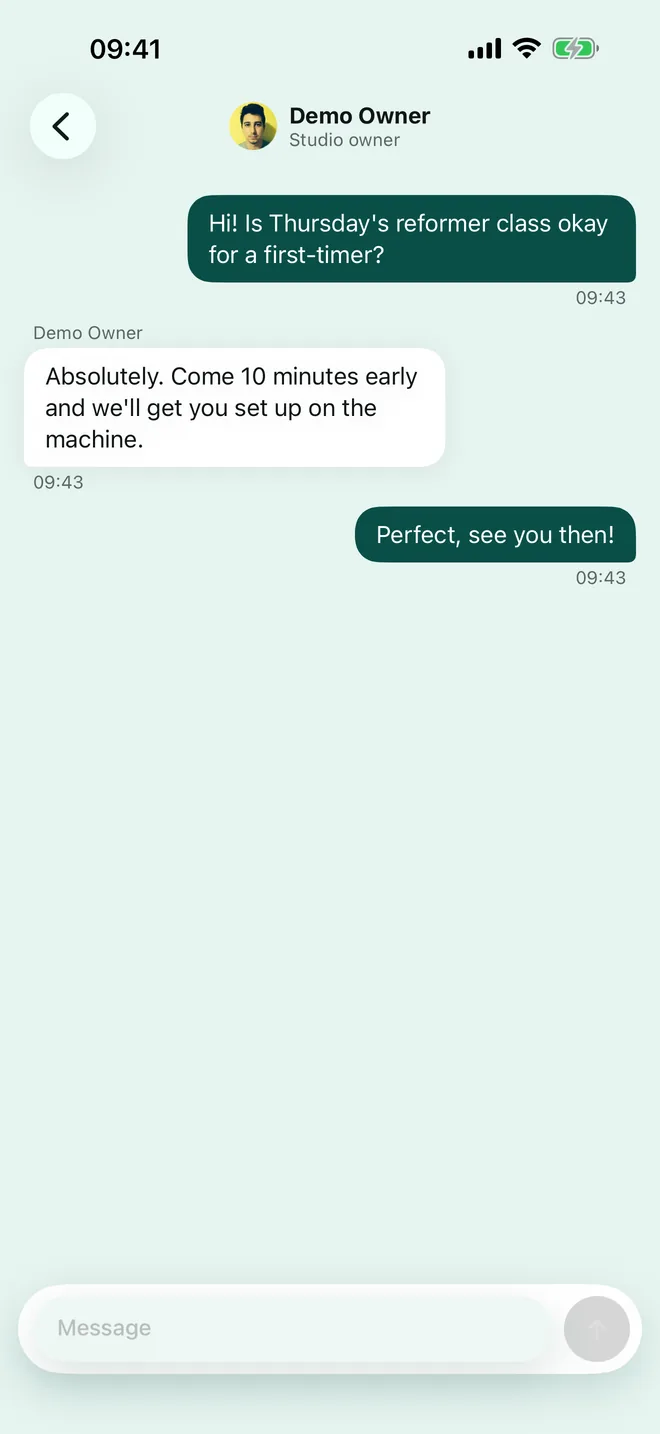 09:41
Demo Owner
Studio owner
Hi! Is Thursday's reformer class okay
for a first-timer?
09:43
Demo Owner
Absolutely. Come 10 minutes early
and we'll get you set up on the
machine.
09:43
Perfect, see you then!
09:43
Message